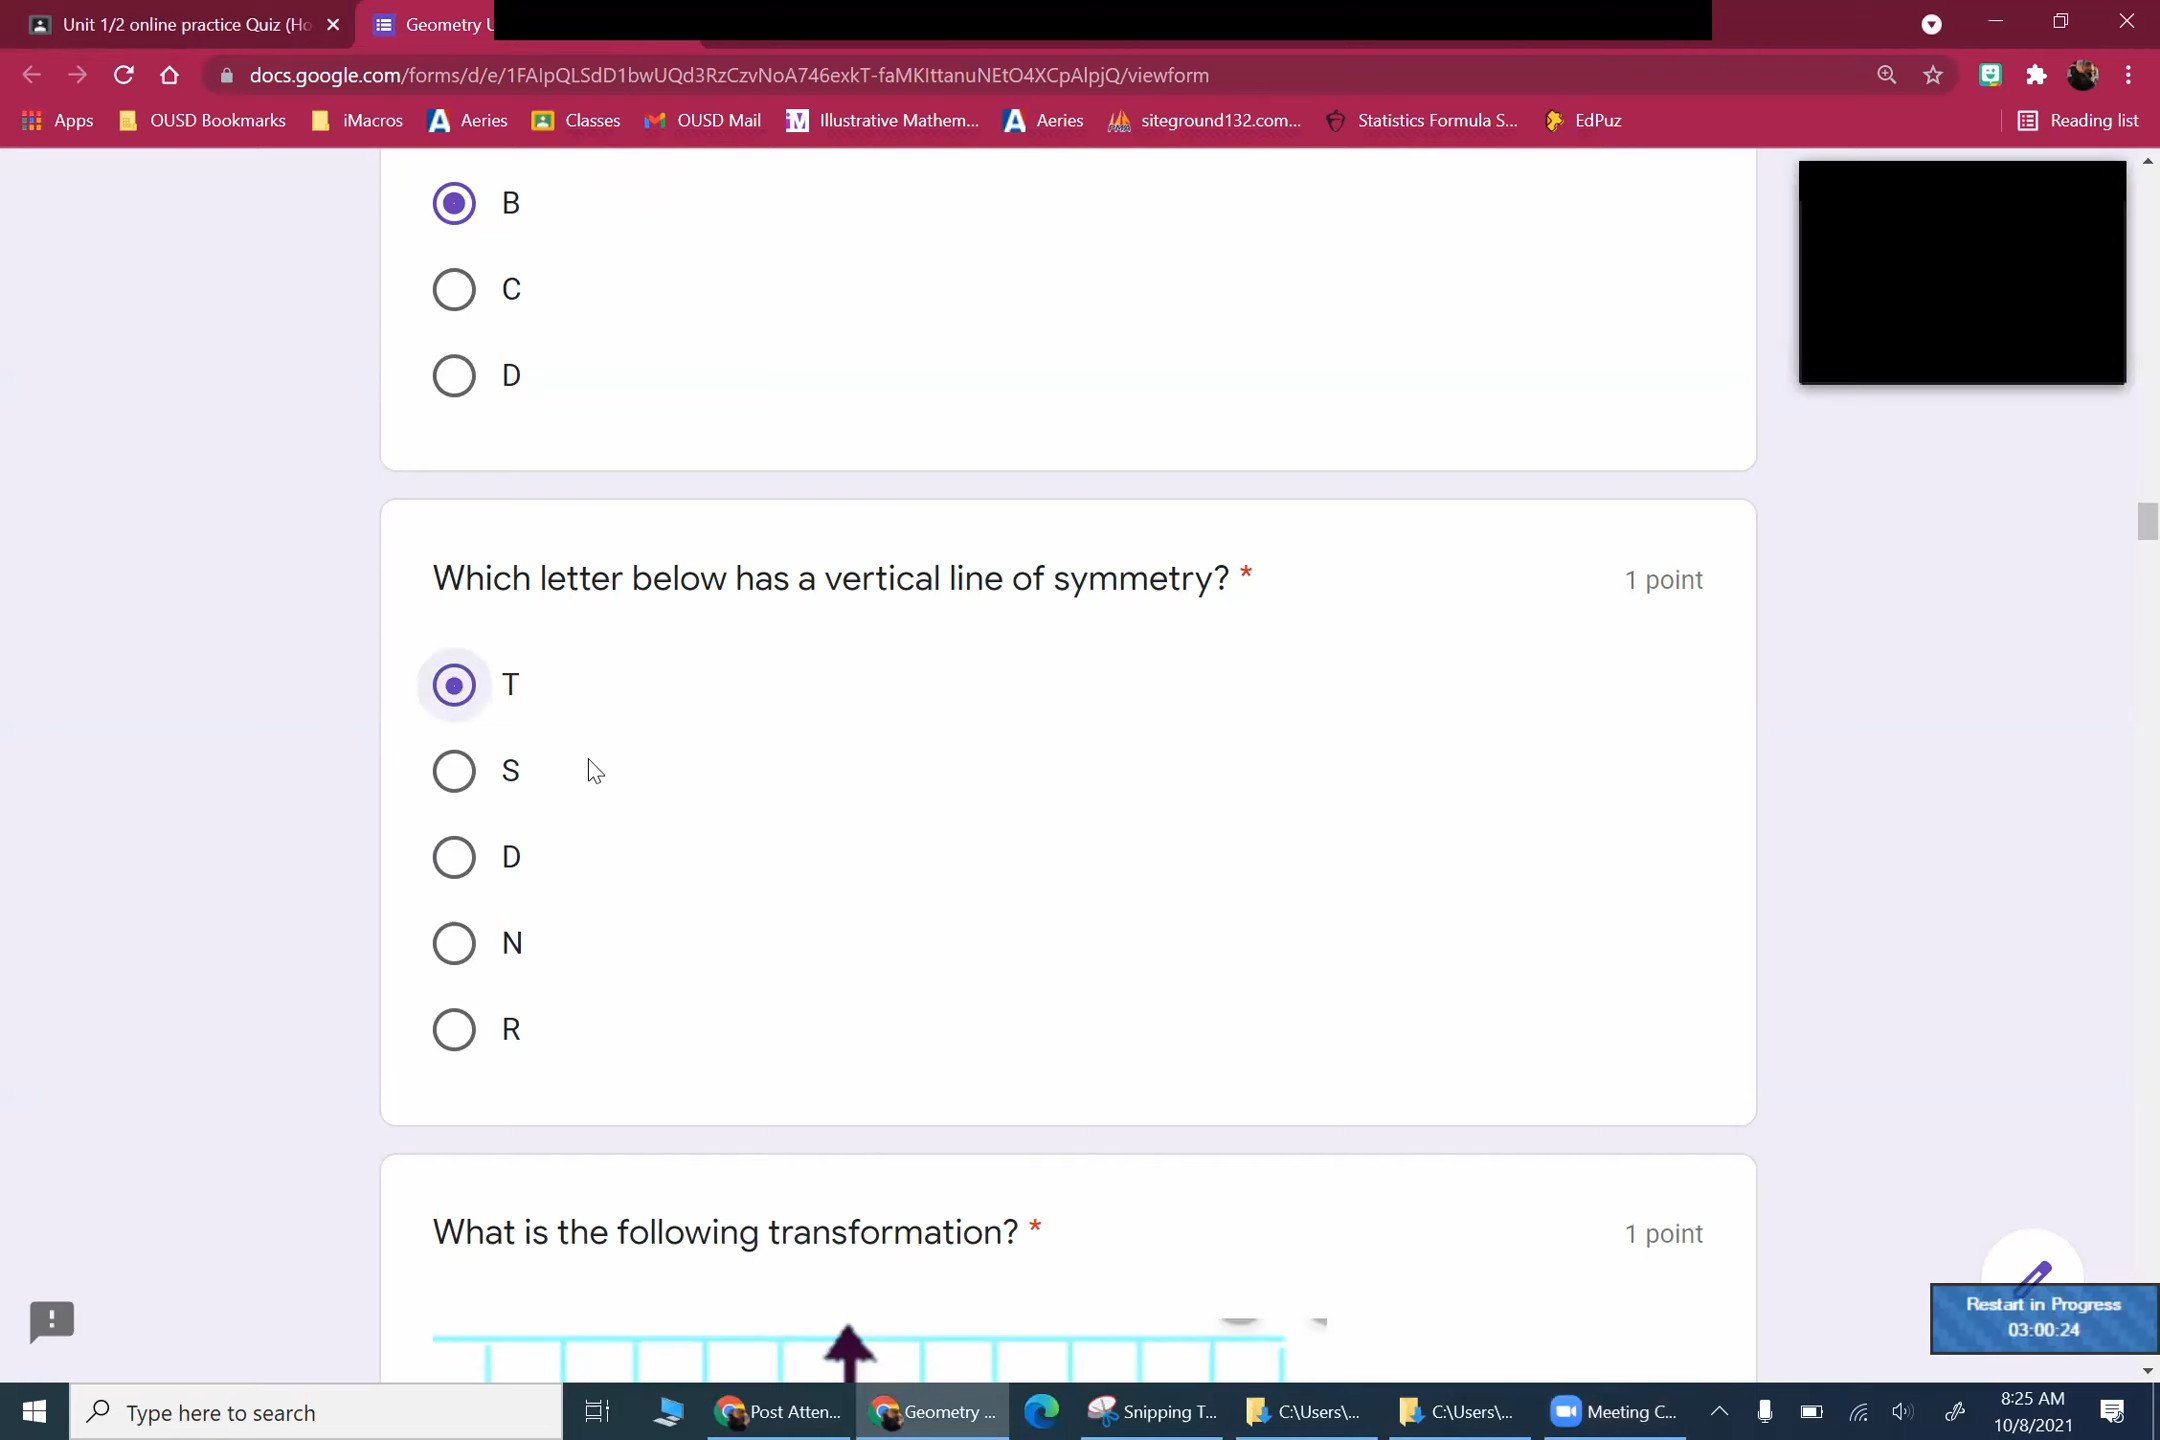 Unit 1/2 online practice Quiz (Ho
Geometry U
docs.google.com/forms/d/e/1FAIpQLSdD1bwUQd3RzCzvNoA746exkT-faMKIttanuNEtO4XCpAlpjQ/viewform
Apps OUSD Bookmarks iMacros Aeries Classes OUSD Mail Illustrative Mathem... Aeries siteground132.com... Statistics Formula S... EdPuz Reading list
B
C
D
Which letter below has a vertical line of symmetry? * 1 point
T
S
D
N
R
What is the following transformation? * 1 point
Restart in Progress
03:00:24
Type here to search Post Atten... Geometry ... Snipping T... C:\Users\... C:\Users\... Meeting C... 8:25 AM
10/8/2021